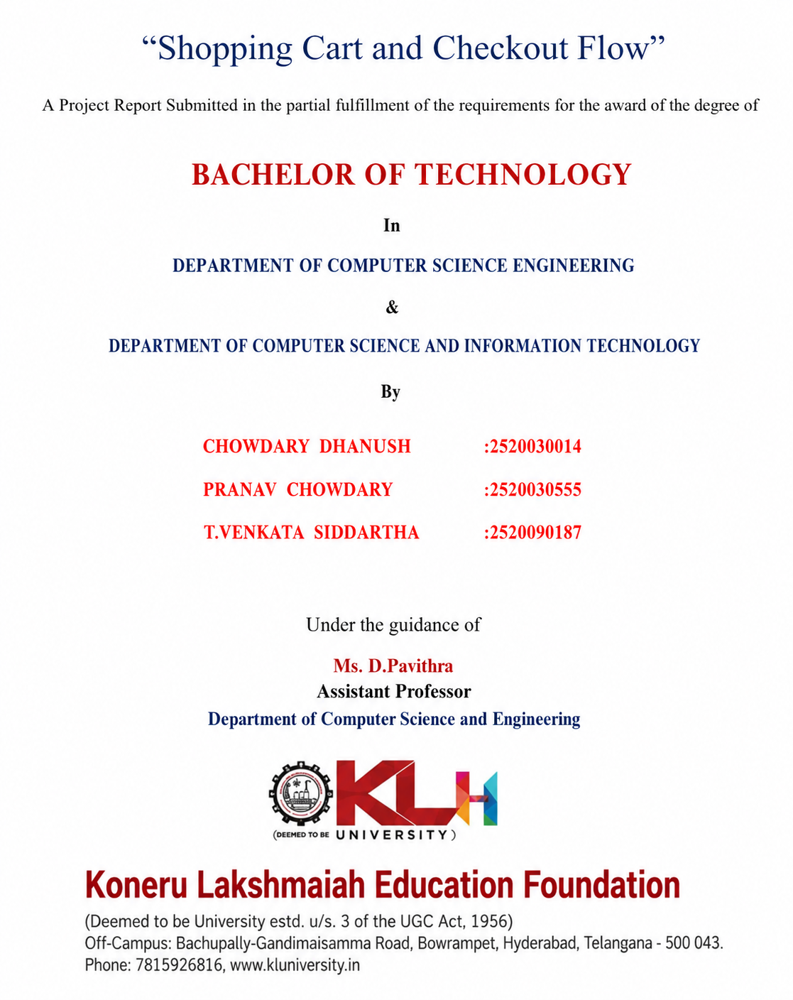 “Shopping Cart and Checkout Flow”
A Project Report Submitted in the partial fulfillment of the requirements for the award of the degree of
BACHELOR OF TECHNOLOGY
In
DEPARTMENT OF COMPUTER SCIENCE ENGINEERING
&
DEPARTMENT OF COMPUTER SCIENCE AND INFORMATION TECHNOLOGY
By
CHOWDARY DHANUSH :2520030014
PRANAV CHOWDARY :2520030555
T.VENKATA SIDDARTHA :2520090187
Under the guidance of
Ms. D.Pavithra
Assistant Professor
Department of Computer Science and Engineering
KLH
(DEEMED TO BE UNIVERSITY)
Koneru Lakshmaiah Education Foundation
(Deemed to be University estd. u/s. 3 of the UGC Act, 1956)
Off-Campus: Bachupally-Gandimaisamma Road, Bowrampet, Hyderabad, Telangana - 500 043.
Phone: 7815926816, www.kluniversity.in